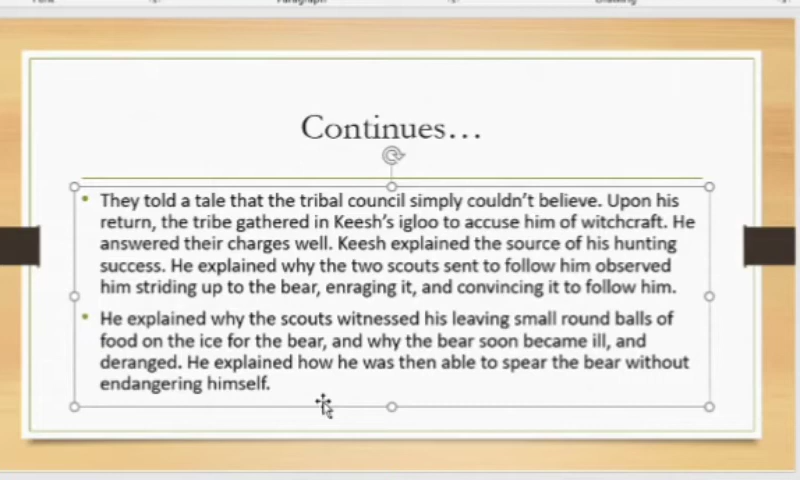 Continues…
• They told a tale that the tribal council simply couldn't believe. Upon his
return, the tribe gathered in Keesh's igloo to accuse him of witchcraft. He
answered their charges well. Keesh explained the source of his hunting
success. He explained why the two scouts sent to follow him observed
him striding up to the bear, enraging it, and convincing it to follow him.
• He explained why the scouts witnessed his leaving small round balls of
food on the ice for the bear, and why the bear soon became ill, and
deranged. He explained how he was then able to spear the bear without
endangering himself.